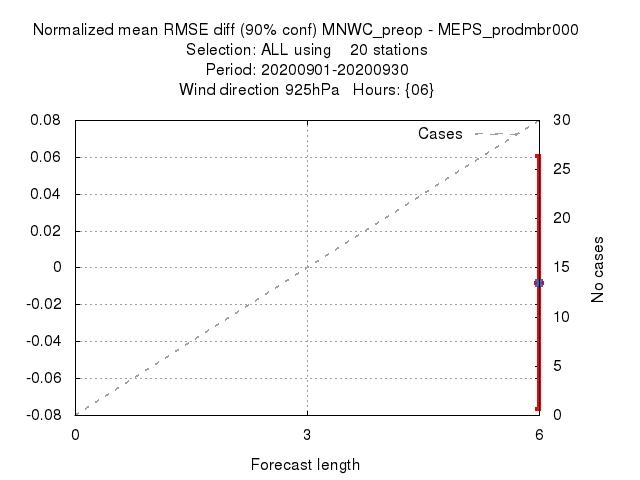 Normalized mean RMSE diff (90% conf) MNWC_preop - MEPS_prodmbr000
Selection: ALL using    20 stations
Period: 20200901-20200930
Wind direction 925hPa   Hours: {06}
Cases
0.08
0.06
0.04
0.02
0
-0.02
-0.04
-0.06
-0.08
30
25
20
15
10
5
0
No cases
0
3
6
Forecast length